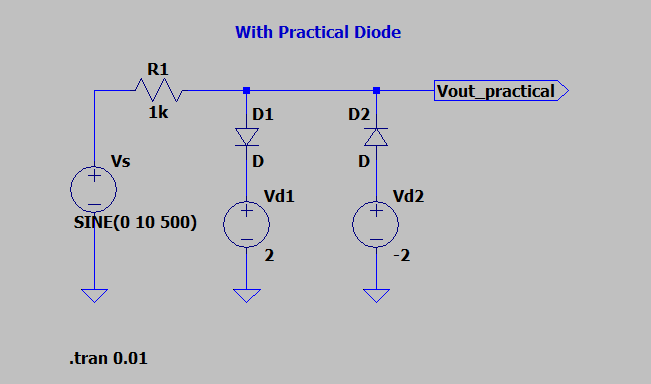 With Practical Diode
R1
1k
Vout_practical
D1
D2
D
D
Vs
SINE(0 10 500)
Vd1
Vd2
2
-2
.tran 0.01